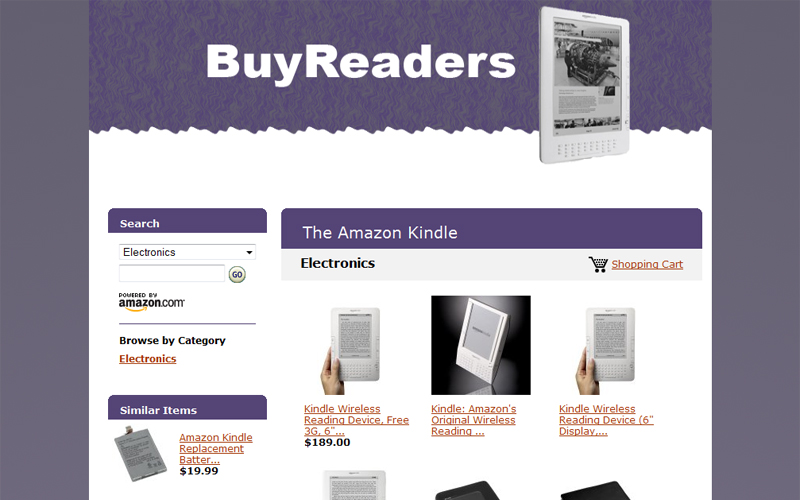 BuyReaders
Search
Electronics
GO
POWERED BY
amazon.com
Browse by Category
Electronics
Similar Items
Amazon Kindle
Replacement
Batter...
$19.99
The Amazon Kindle
Electronics
Shopping Cart
Kindle Wireless
Reading Device, Free
3G, 6"...
$189.00
Kindle: Amazon's
Original Wireless
Reading ...
Kindle Wireless
Reading Device (6"
Display,...